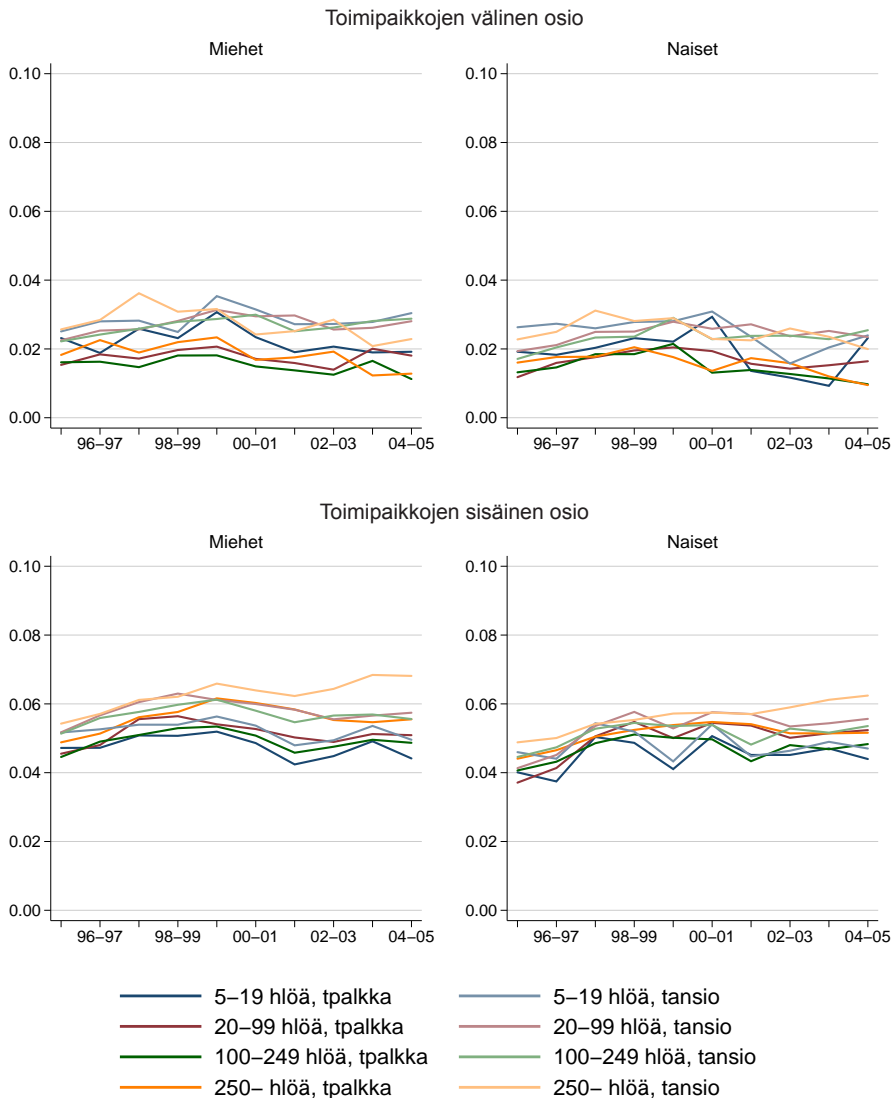 Toimipaikkojen välinen osio
Miehet
Naiset
0.10
0.08
0.06
0.04
0.02
0.00
96–97 98–99 00–01 02–03 04–05
0.10
0.08
0.06
0.04
0.02
0.00
96–97 98–99 00–01 02–03 04–05
Toimipaikkojen sisäinen osio
Miehet
Naiset
0.10
0.08
0.06
0.04
0.02
0.00
96–97 98–99 00–01 02–03 04–05
0.10
0.08
0.06
0.04
0.02
0.00
96–97 98–99 00–01 02–03 04–05
5–19 hlöä, tpalkka
5–19 hlöä, tansio
20–99 hlöä, tpalkka
20–99 hlöä, tansio
100–249 hlöä, tpalkka
100–249 hlöä, tansio
250– hlöä, tpalkka
250– hlöä, tansio